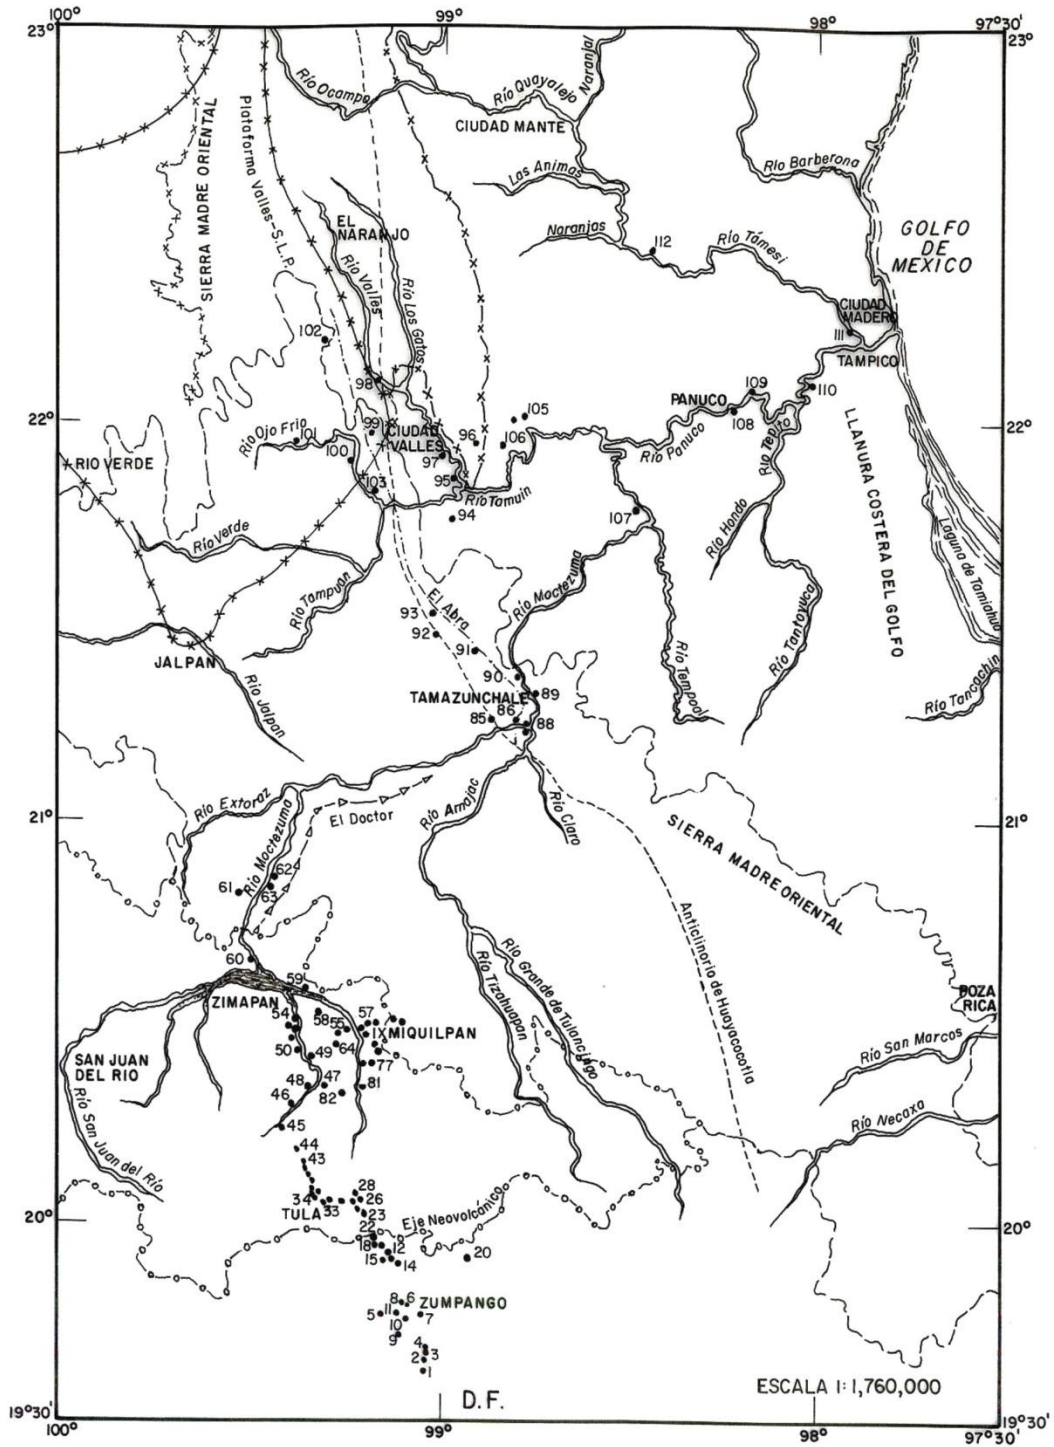 100°
99°
98°
97°30'
23°
23°
Río Ocampo
Río Quayalejo
Naranjal
CIUDAD MANTE
SIERRA MADRE ORIENTAL
Plataforma Valles-S.L.P.
Las Animas
Río Barberona
EL
NARANJO
Naranjos
112
Río Támesi
GOLFO
DE
MEXICO
Río Valles
Río Los Gatos
102
CIUDAD
MADERO
111
TAMPICO
98
109
110
PANUCO
108
105
22°
22°
Río Ojo Frio
101
99
CIUDAD
VALLES
96
106
Río Panuco
Río Tepito
LLANURA COSTERA DEL GOLFO
RIO VERDE
100
97
103
95
Río Tamuin
94
107
Río Hondo
Laguna de Tamiahua
Río Verde
Río Moctezuma
Río Tampuan
93
El Abra
92
91
Río Tantoyuca
JALPAN
90
Río Jalpan
TAMAZUNCHALE
89
85
86
88
Río Tempoal
Río Tancachin
Río Extoraz
Río Moctezuma
El Doctor
Río Amajac
Río Claro
21°
21°
SIERRA MADRE ORIENTAL
62
61
63
Anticlinorio de Huayacocotla
60
Río Grande de Tulancingo
Río Tizahuapan
59
ZIMAPAN
POZA
RICA
54
58
55
57
IXMIQUILPAN
SAN JUAN
DEL RIO
50
49
64
77
Río San Marcos
48
47
81
46
82
45
Río Necaxa
Río San Juan del Río
44
43
28
34
26
TULA
33
23
Eje Neovolcánico
20°
20°
22
18
12
20
15
14
8
6
ZUMPANGO
5
11
7
10
9
4
3
2
1
ESCALA 1:1,760,000
D.F.
19°30'
19°30'
100°
99°
98°
97°30'